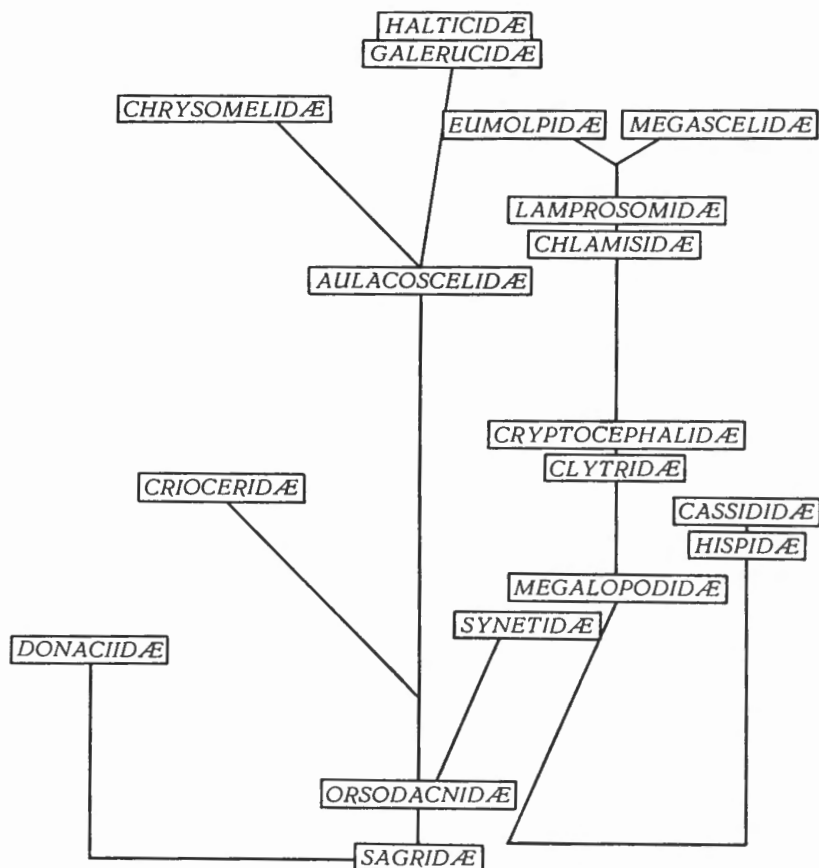 HALTICIDÆ
GALERUCIDÆ
CHRYSOMELIDÆ
EUMOLPIDÆ
MEGASCELIDÆ
LAMPROSOMIDÆ
CHLAMISIDÆ
AULACOSCELIDÆ
CRYPTOCEPHALIDÆ
CLYTRIDÆ
CRIOCERIDÆ
CASSIDIDÆ
HISPIDÆ
MEGALOPODIDÆ
SYNETIDÆ
DONACIIDÆ
ORSODACNIDÆ
SAGRIDÆ